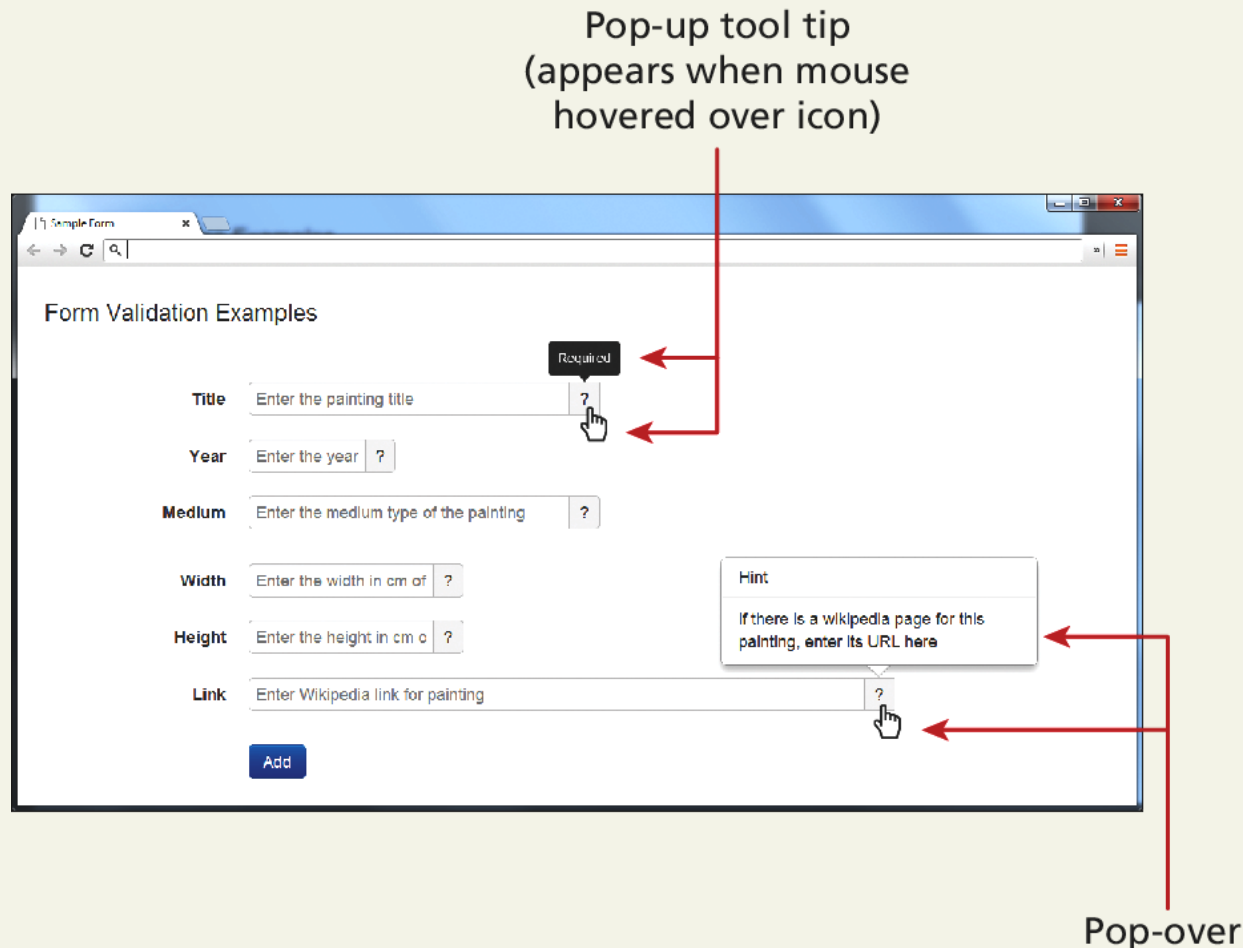 Pop-up tool tip
(appears when mouse
hovered over icon)
Sample Form
Form Validation Examples
Required
Title Enter the painting title ?
Year Enter the year ?
Medium Enter the medium type of the painting ?
Width Enter the width in cm of ?
Height Enter the height in cm o ?
Hint
If there is a wikipedia page for this
painting, enter its URL here
Link Enter Wikipedia link for painting ?
Add
Pop-over